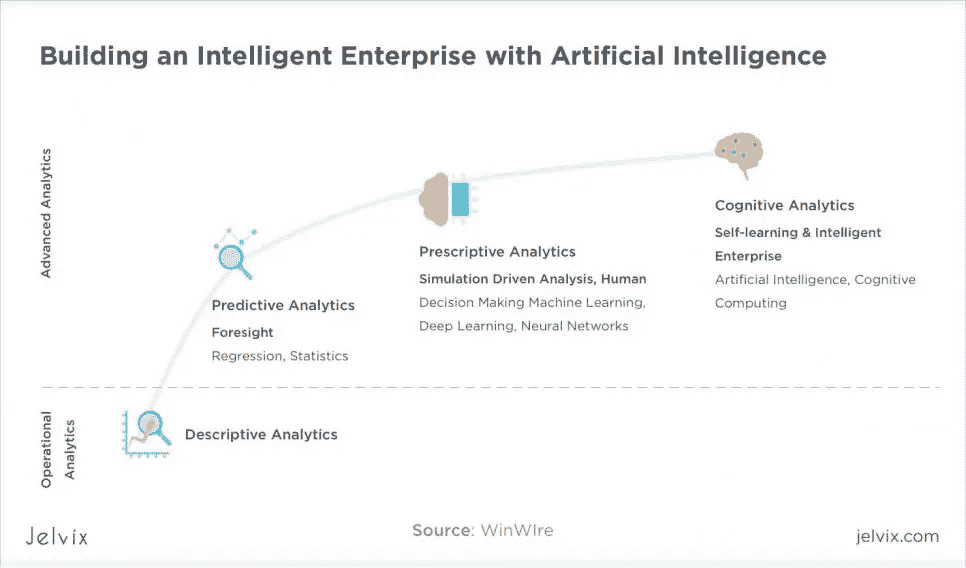 Building an Intelligent Enterprise with Artificial Intelligence
Advanced Analytics
Cognitive Analytics
Self-learning & Intelligent
Enterprise
Artificial Intelligence, Cognitive
Computing
Prescriptive Analytics
Simulation Driven Analysis, Human
Decision Making Machine Learning,
Deep Learning, Neural Networks
Predictive Analytics
Foresight
Regression, Statistics
Operational
Analytics
Descriptive Analytics
Jelvix
Source: WinWIre
jelvix.com